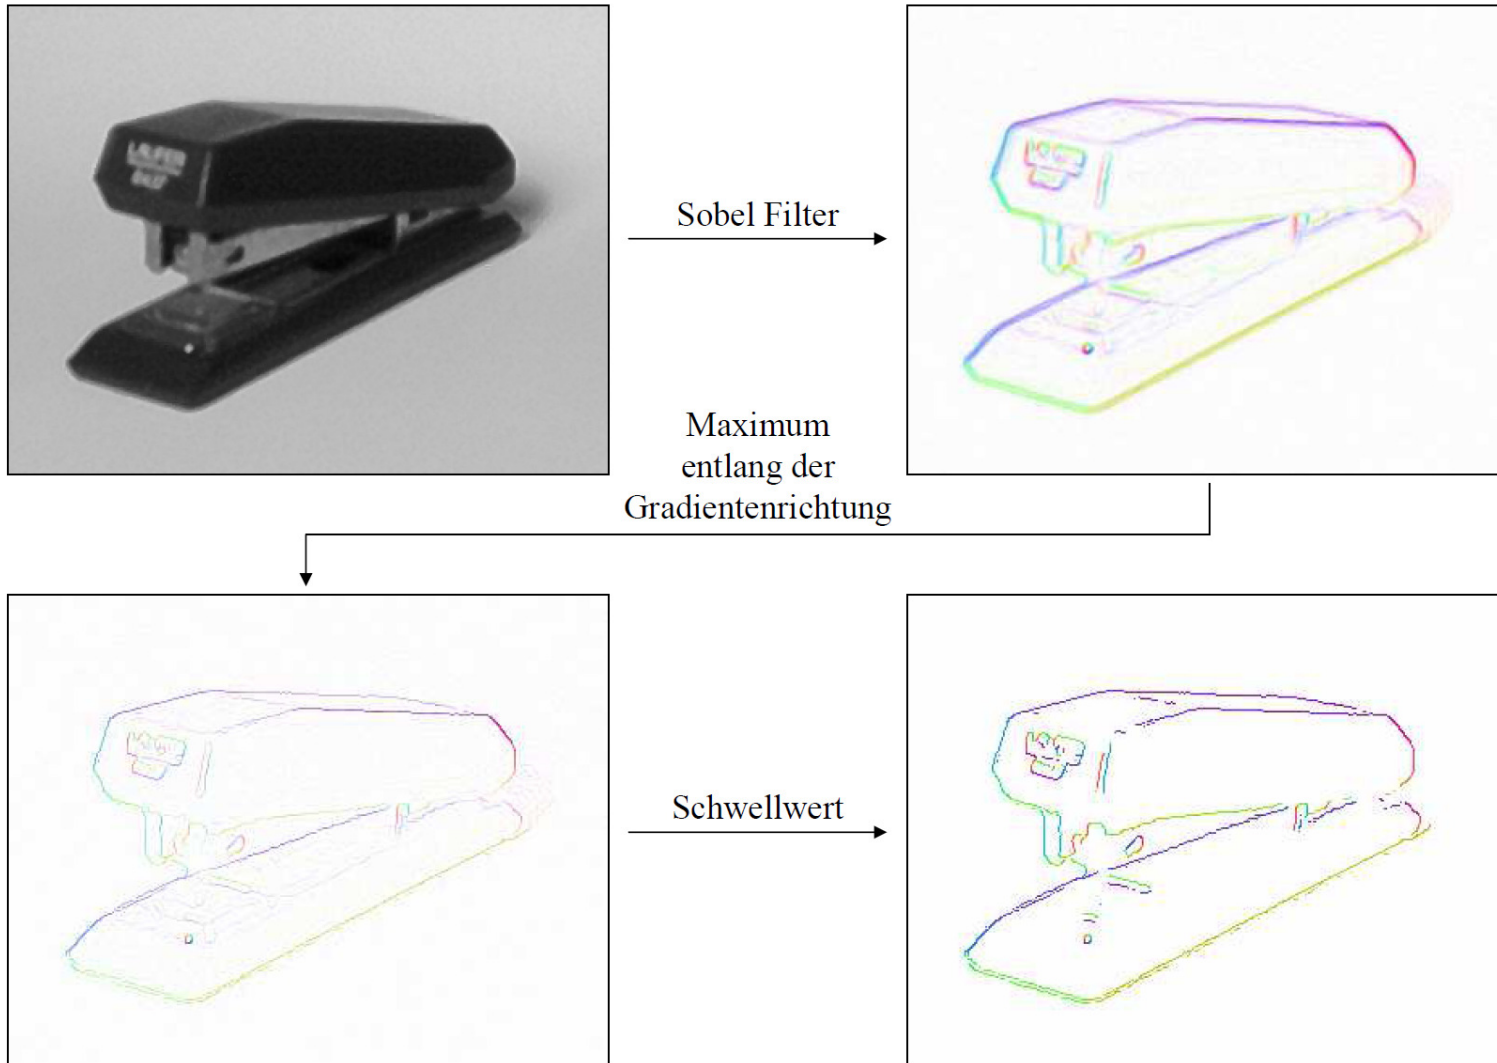 Sobel Filter
Maximum
entlang der
Gradientenrichtung
Schwellwert